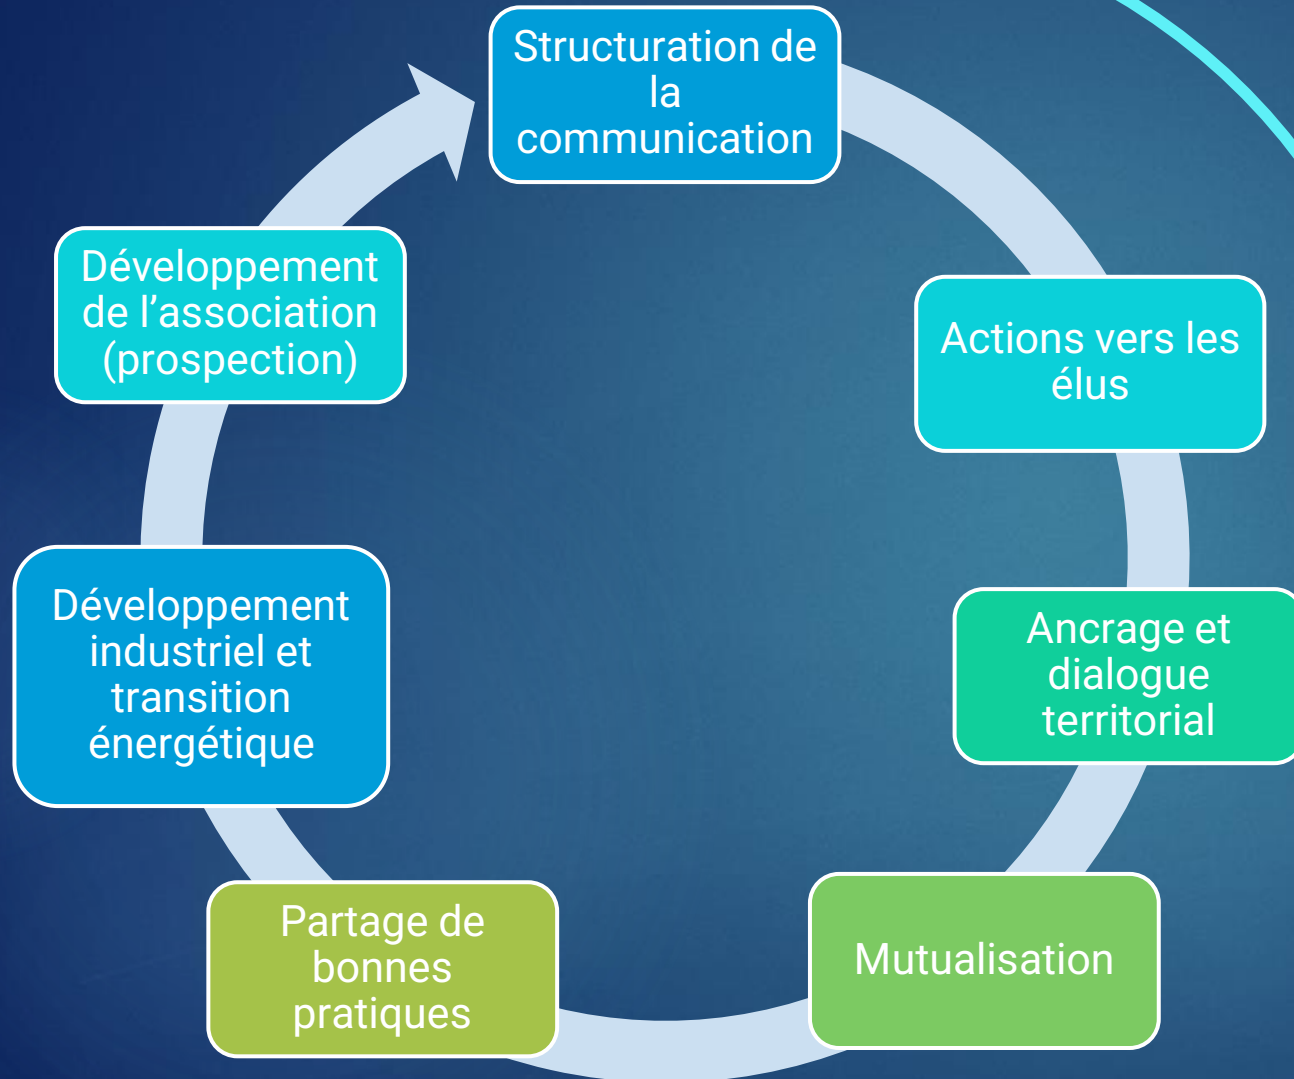 Structuration de
la
communication
Actions vers les
élus
Ancrage et
dialogue
territorial
Mutualisation
Partage de
bonnes
pratiques
Développement
industriel et
transition
énergétique
Développement
de l’association
(prospection)